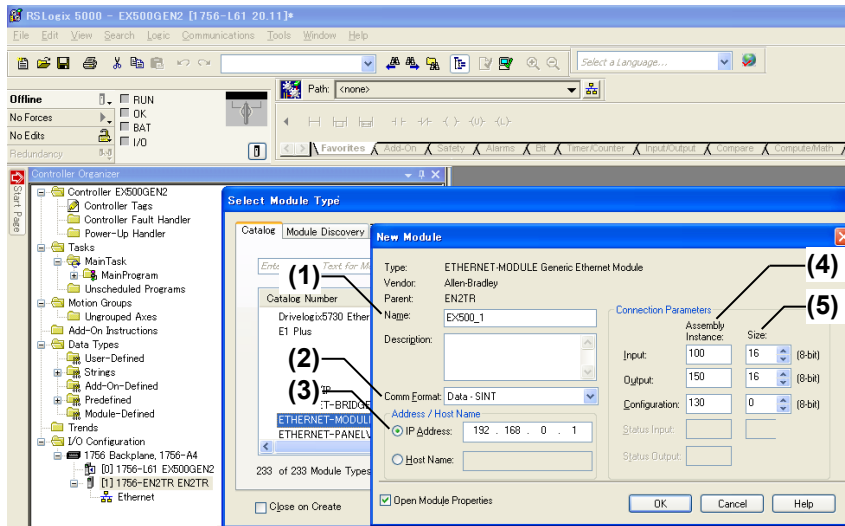 RSLogix 5000 - EX500GEN2 [1756-L61 20.11]*
File Edit View Search Logic Communications Tools Window Help
Select a Language...
Path: <none>
Offline
RUN
No Forces
OK
BAT
No Edits
I/O
Redundancy
Favorites Add-On Safety Alarms Bit Timer/Counter Input/Output Compare Compute/Math
Start Page
Controller Organizer
Controller EX500GEN2
Controller Tags
Controller Fault Handler
Power-Up Handler
Tasks
MainTask
MainProgram
Unscheduled Programs
Motion Groups
Ungrouped Axes
Add-On Instructions
Data Types
User-Defined
Strings
Add-On-Defined
Predefined
Module-Defined
Trends
I/O Configuration
1756 Backplane, 1756-A4
[0] 1756-L61 EX500GEN2
[1] 1756-EN2TR EN2TR
Ethernet
Select Module Type
Catalog Module Discovery
Text for M
Catalog Number
Drivelogix5730 Ether
E1 Plus
T-BRIDGE
ETHERNET-MODUL
ETHERNET-PANELV
233 of 233 Module Types
Close on Create
New Module
Type: ETHERNET-MODULE Generic Ethernet Module
Vendor: Allen-Bradley
Parent: EN2TR
(1)
Name: EX500_1
Description:
(2)
Comm Format: Data - SINT
(3)
Address / Host Name
IP Address: 192 . 168 . 0 . 1
Host Name:
Open Module Properties
(4)
(5)
Connection Parameters
Assembly Instance: Size:
Input: 100 16 (8-bit)
Output: 150 16 (8-bit)
Configuration: 130 0 (8-bit)
Status Input:
Status Output:
OK Cancel Help